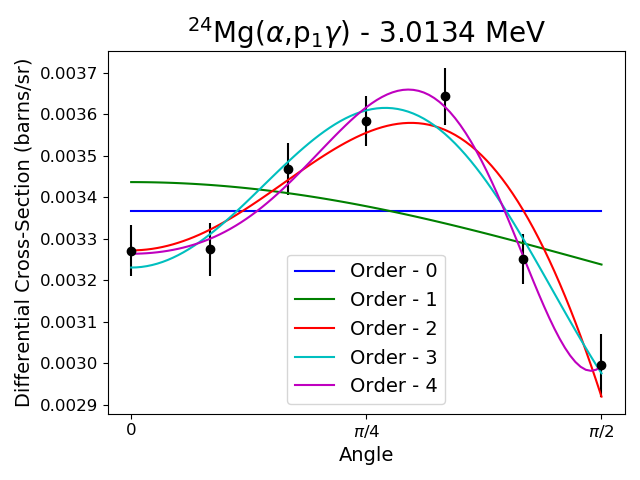 ²⁴Mg(α,p₁γ) - 3.0134 MeV
Differential Cross-Section (barns/sr)
0.0037
0.0036
0.0035
0.0034
0.0033
0.0032
0.0031
0.0030
0.0029
Order - 0
Order - 1
Order - 2
Order - 3
Order - 4
0 π/4 π/2
Angle